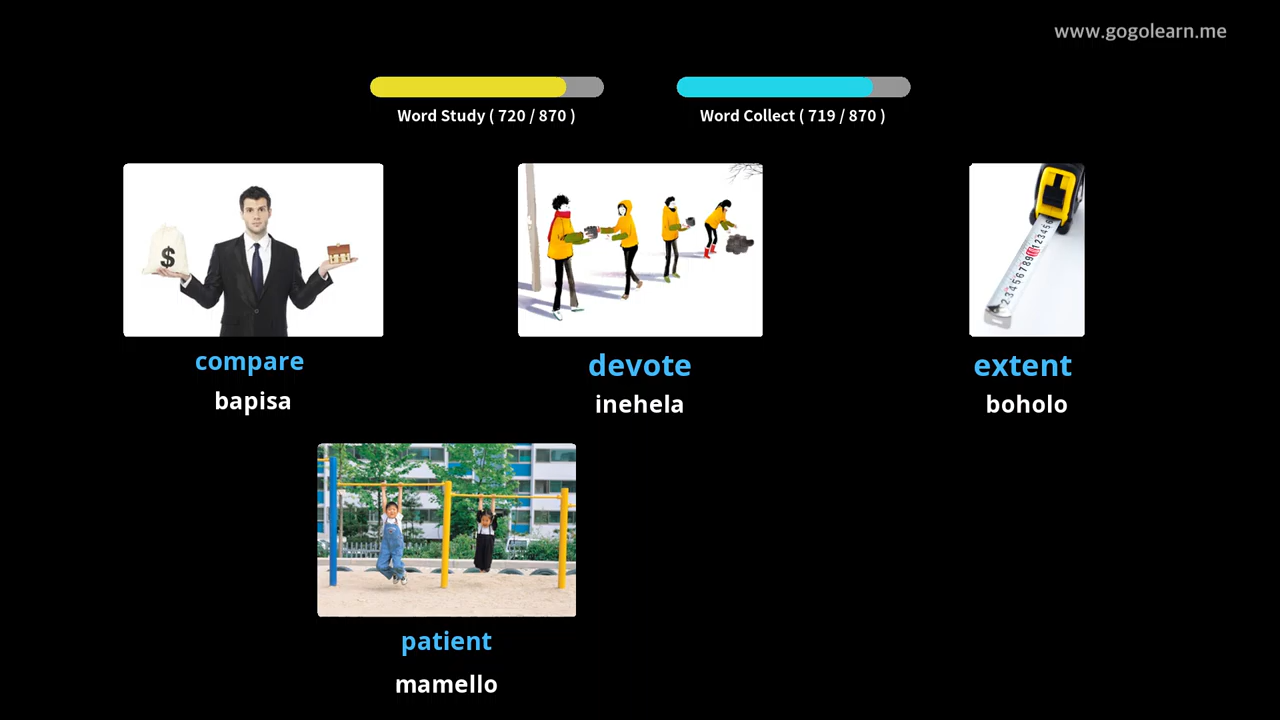 www.gogolearn.me
Word Study ( 720 / 870 )
Word Collect ( 719 / 870 )
$
compare
bapisa
devote
inehela
extent
boholo
patient
mamello